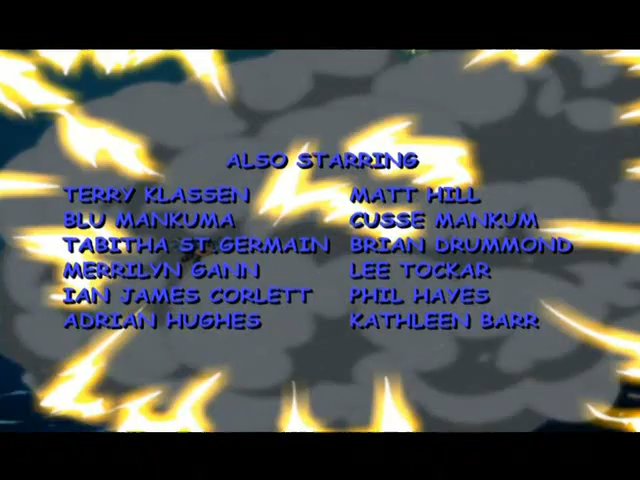 ALSO STARRING
TERRY KLASSEN
BLU MANKUMA
TABITHA ST.GERMAIN
MERRILYN GANN
IAN JAMES CORLETT
ADRIAN HUGHES
MATT HILL
CUSSE MANKUM
BRIAN DRUMMOND
LEE TOCKAR
PHIL HAYES
KATHLEEN BARR